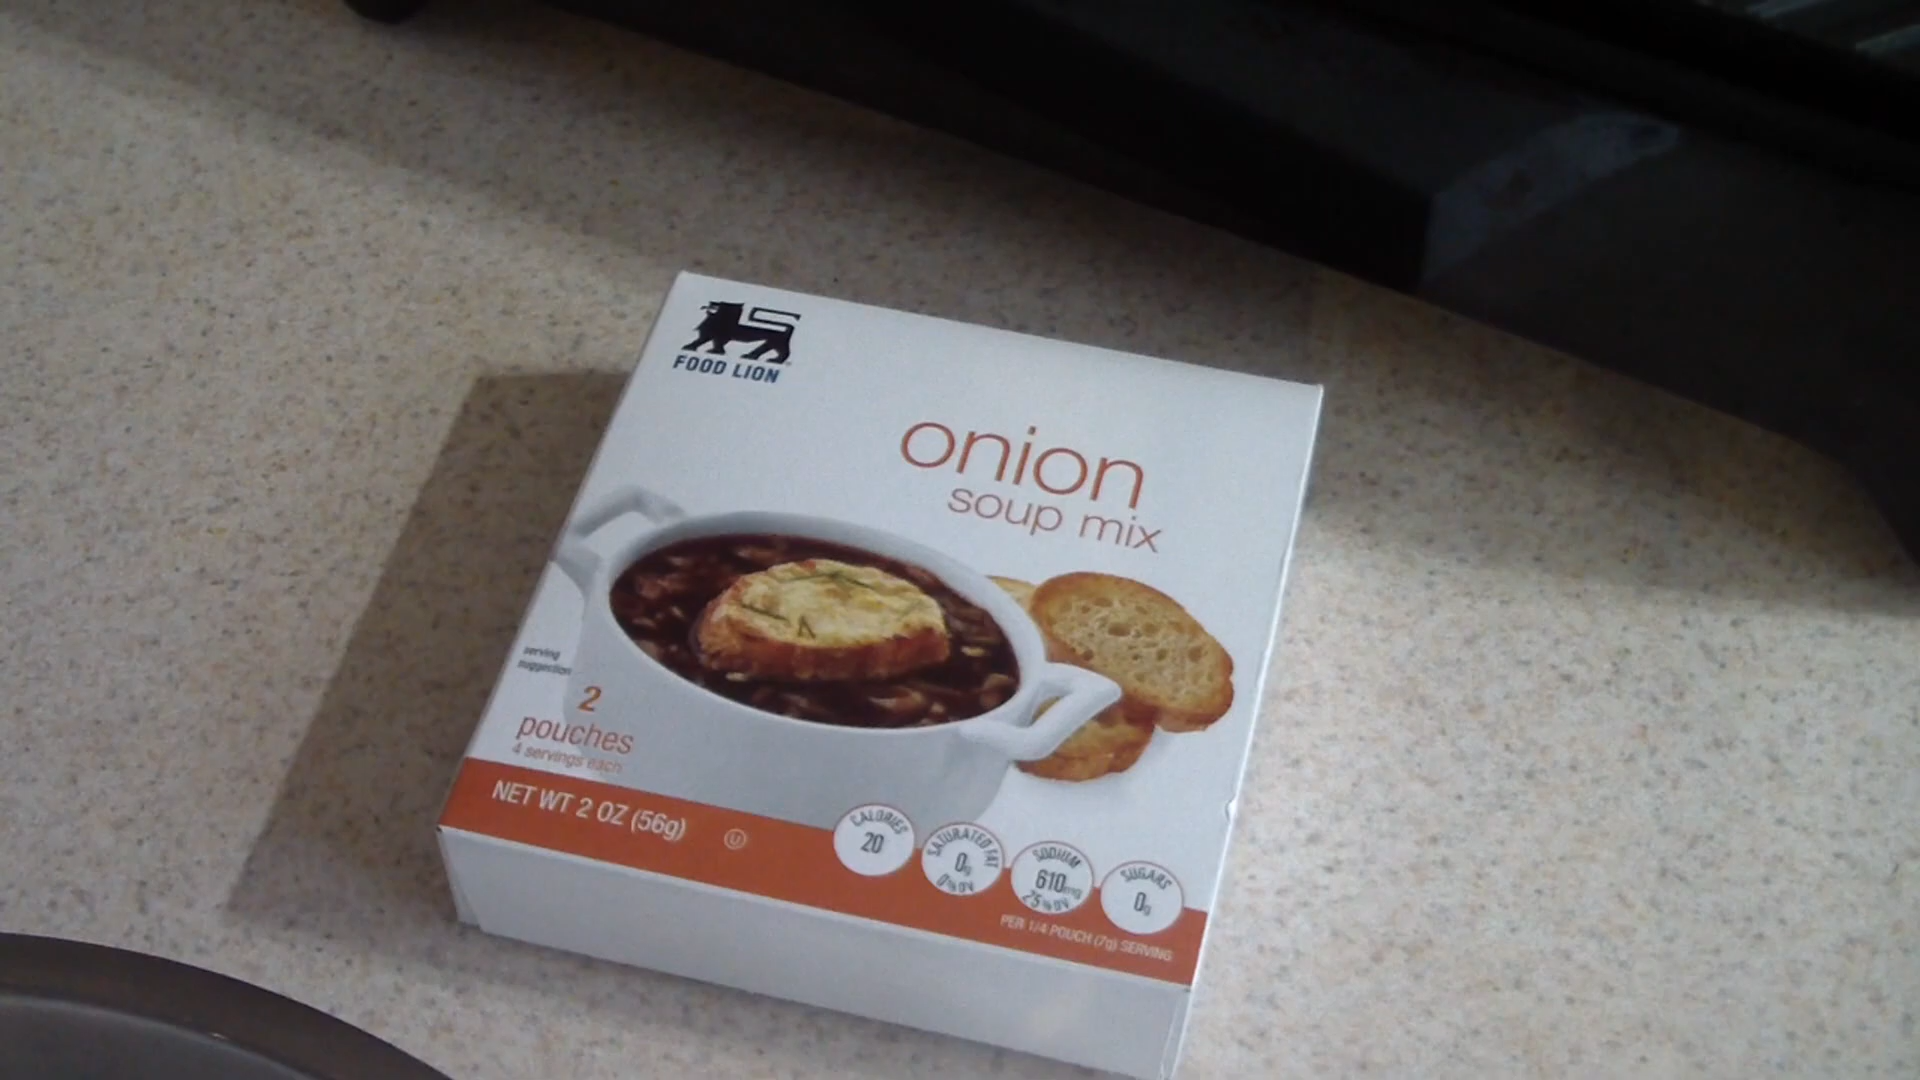 FOOD LION
onion
soup mix
serving
suggestion
2
pouches
4 servings each
NET WT 2 OZ (56g)
U
CALORIES
20
SATURATED FAT
0g
0% DV
SODIUM
610mg
25% DV
SUGARS
0g
PER 1/4 POUCH (7g) SERVING